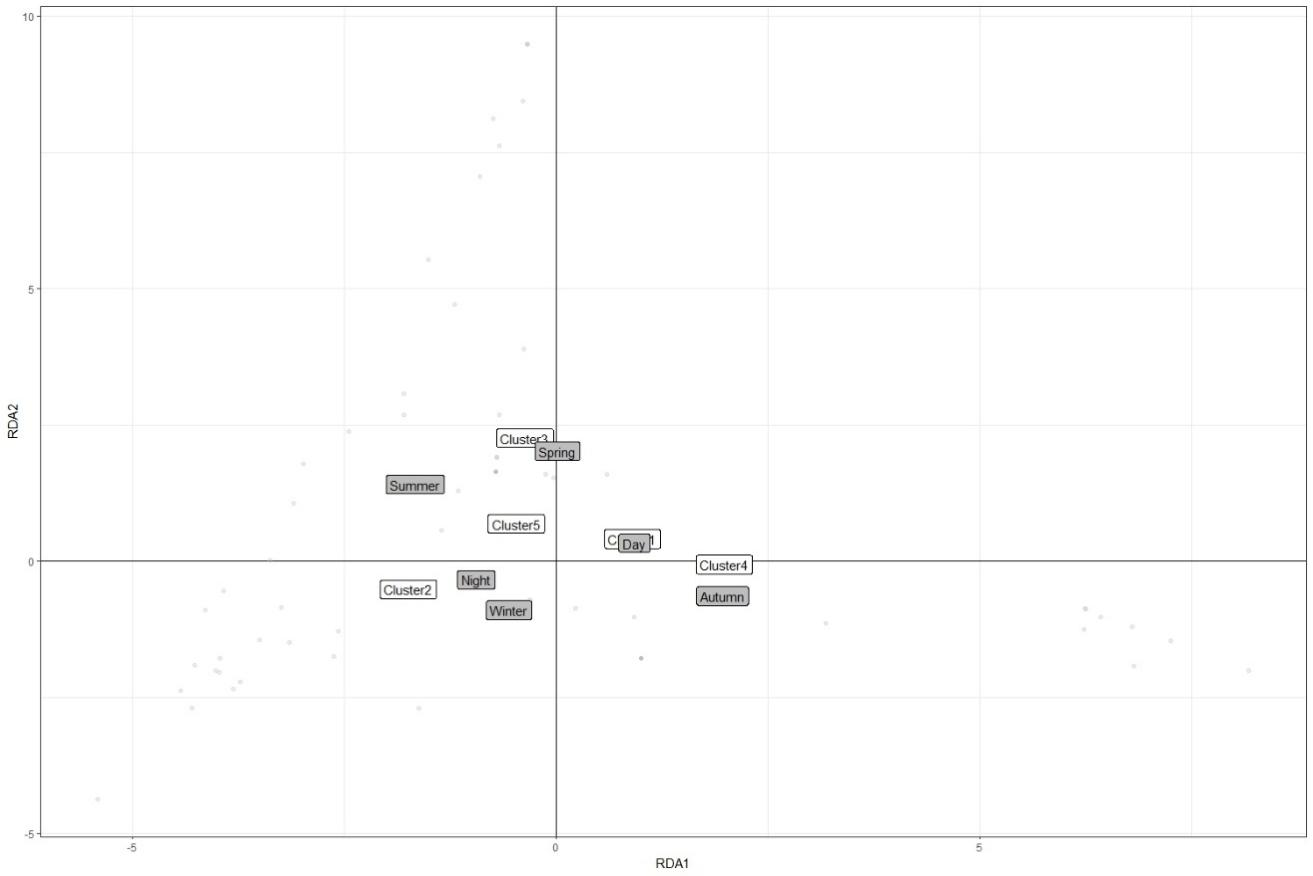 10
5
0
-5
RDA2
Cluster3
Spring
Summer
Cluster5
Day
Cluster4
Night
Cluster2
Autumn
Winter
-5
0
5
RDA1